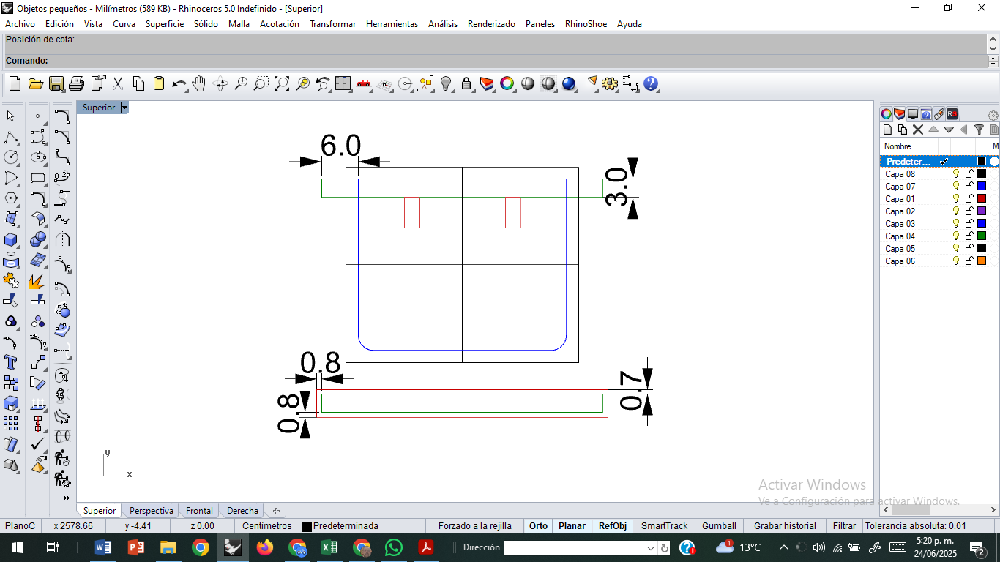 Objetos pequeños - Milímetros (589 KB) - Rhinoceros 5.0 Indefinido - [Superior]
Archivo Edición Vista Curva Superficie Sólido Malla Acotación Transformar Herramientas Análisis Renderizado Paneles RhinoShoe Ayuda
Posición de cota:
Comando:
Superior
Nombre M
Predeter...
Capa 08
Capa 07
Capa 01
Capa 02
Capa 03
Capa 04
Capa 05
Capa 06
6.0
3.0
0.8
0.7
0.8
y
x
Activar Windows
Ve a Configuración para activar Windows.
Superior Perspectiva Frontal Derecha
PlanoC x 2578.66 y -4.41 z 0.00 Centímetros Predeterminada Forzado a la rejilla Orto Planar RefObj SmartTrack Gumball Grabar historial Filtrar Tolerancia absoluta: 0.01
Dirección 1 13°C 5:20 p. m.
24/06/2025 2